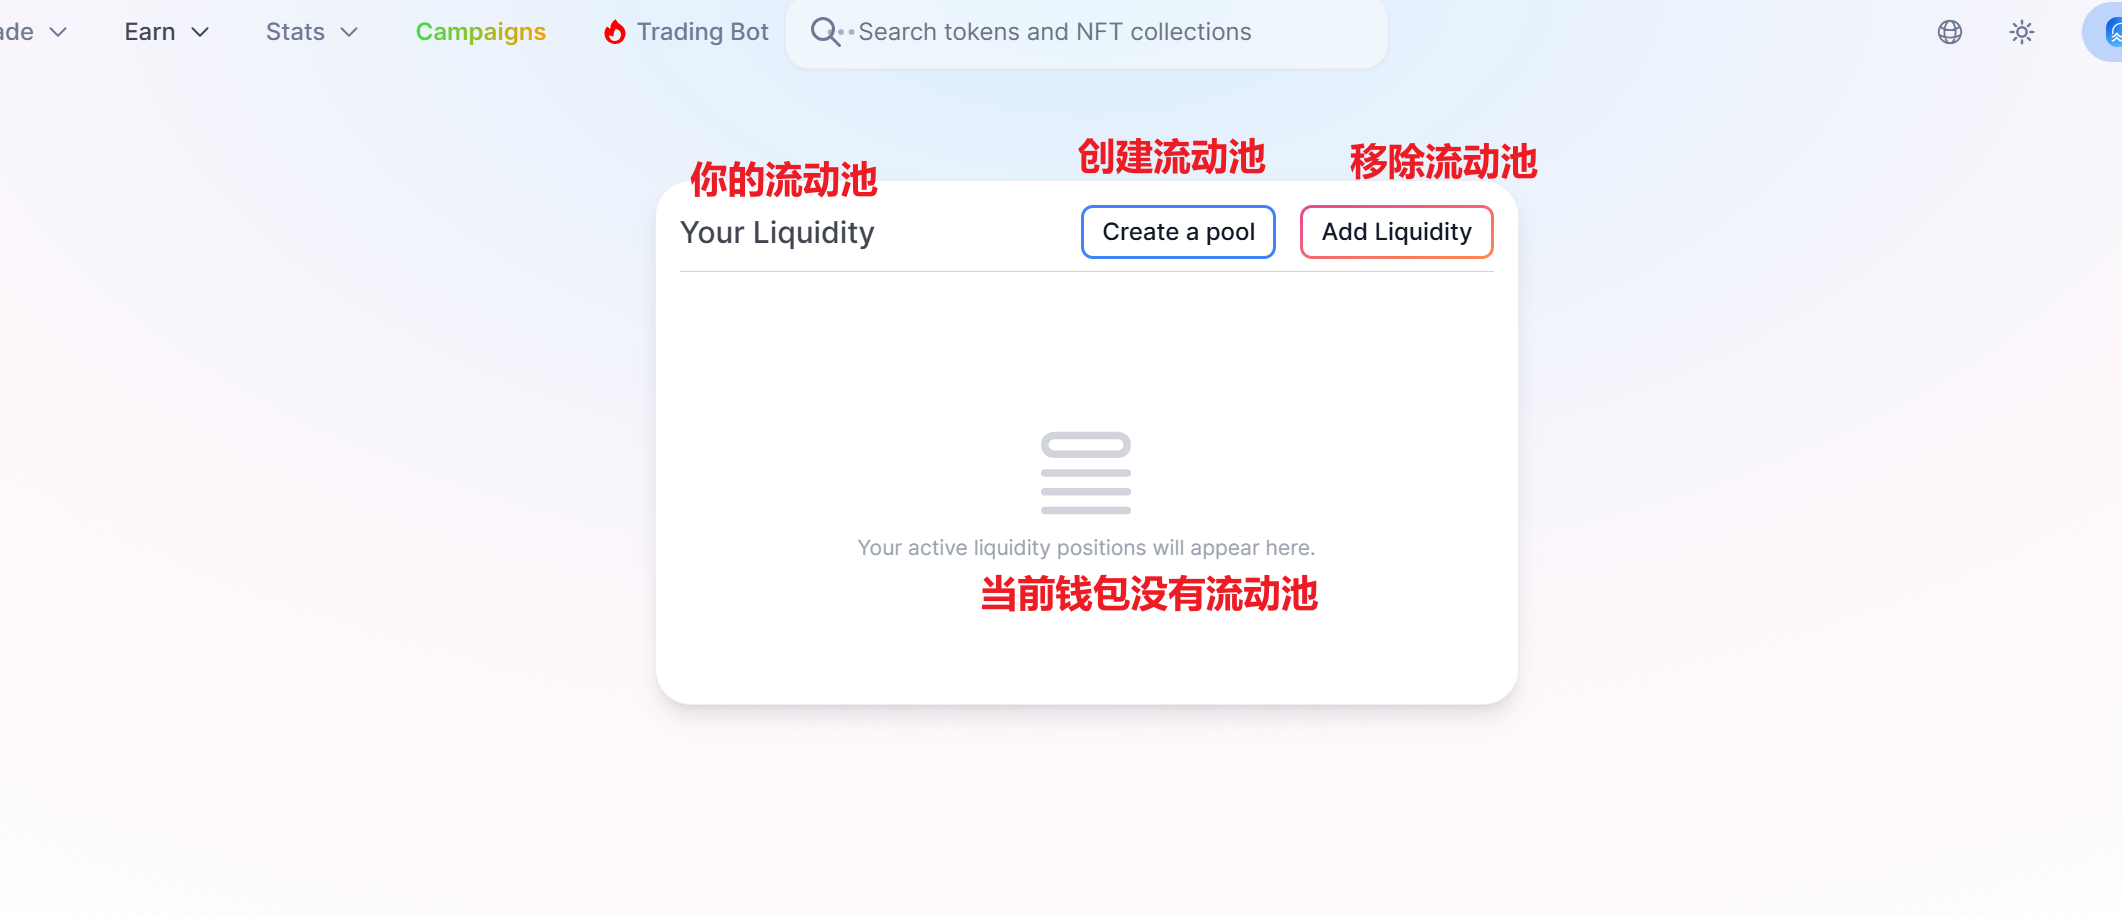 ade Earn Stats Campaigns Trading Bot Search tokens and NFT collections
你的流动池 创建流动池 移除流动池
Your Liquidity Create a pool Add Liquidity
Your active liquidity positions will appear here.
当前钱包没有流动池